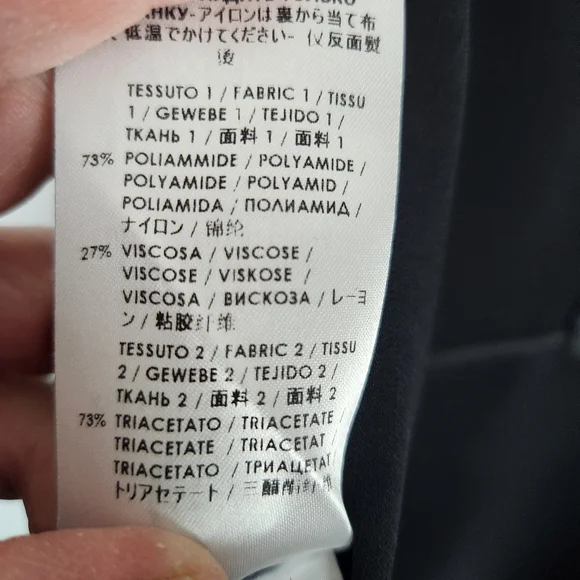 НКУ-アイロンは裏から当て布
低温でかけてください- 仅反面熨
烫
TESSUTO 1 / FABRIC 1 / TISSU
1 / GEWEBE 1 / TEJIDO 1 /
ТКАНЬ 1 / 面料 1 / 面料 1
73% POLIAMMIDE / POLYAMIDE /
POLYAMIDE / POLYAMID /
POLIAMIDA / ПОЛИАМИД /
ナイロン / 锦纶
27% VISCOSA / VISCOSE /
VISCOSE / VISKOSE /
VISCOSA / ВИСКОЗА / レーヨ
ン / 粘胶纤维
TESSUTO 2 / FABRIC 2 / TISSU
2 / GEWEBE 2 / TEJIDO 2 /
ТКАНЬ 2 / 面料 2 / 面料 2
73% TRIACETATO / TRIACETATE /
TRIACETATE / TRIACETAT /
TRIACETATO / ТРИАЦЕТАТ
トリアセテート / 三醋酯纤维